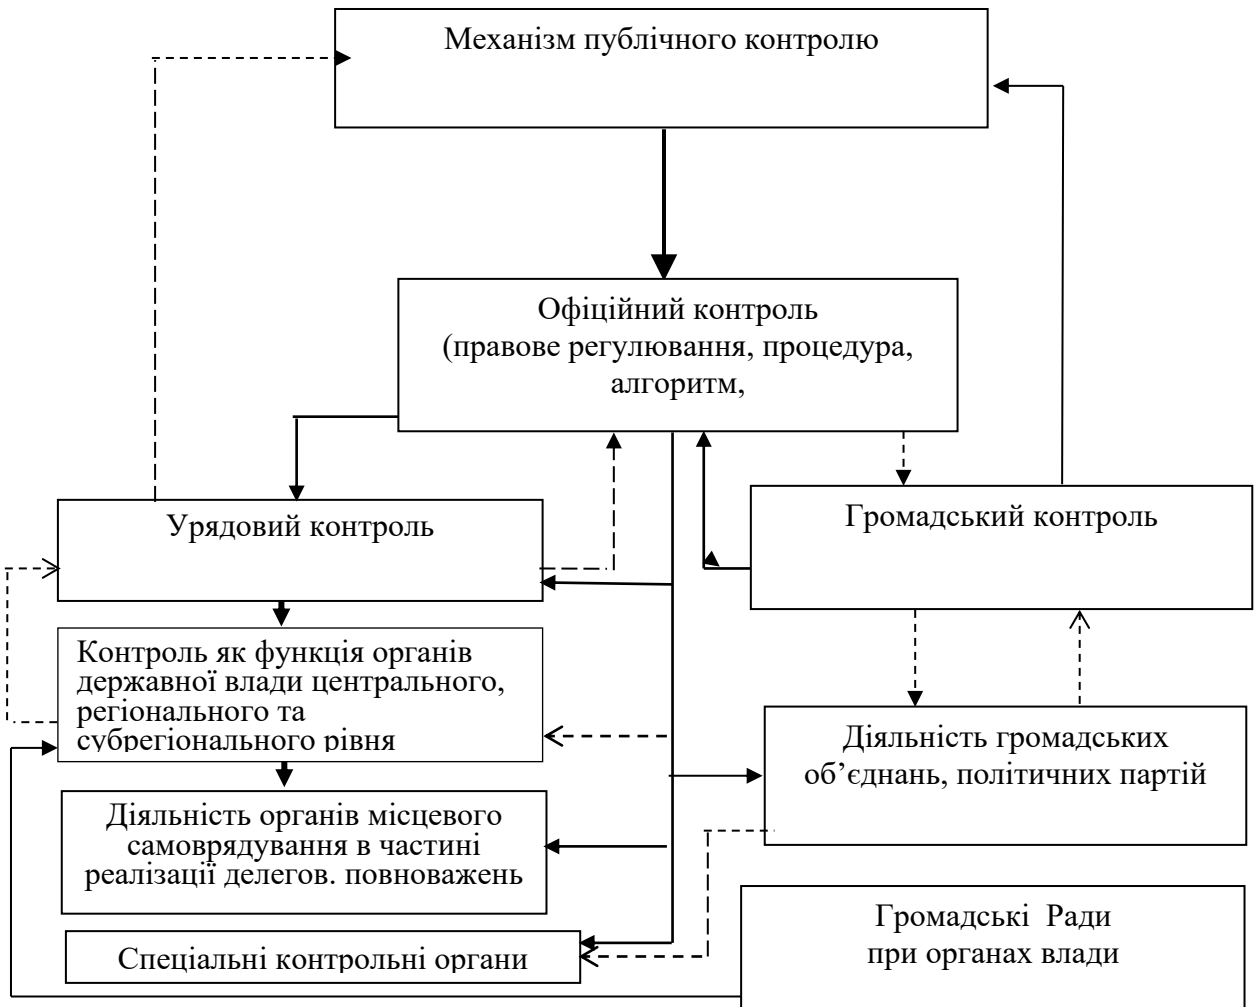 Механізм публічного контролю
Офіційний контроль
(правове регулювання, процедура,
алгоритм,
Урядовий контроль
Громадський контроль
Контроль як функція органів
державної влади центрального,
регіонального та
субрегіонального рівня
Діяльність громадських
об’єднань, політичних партій
Діяльність органів місцевого
самоврядування в частині
реалізації делегов. повноважень
Громадські Ради
при органах влади
Спеціальні контрольні органи